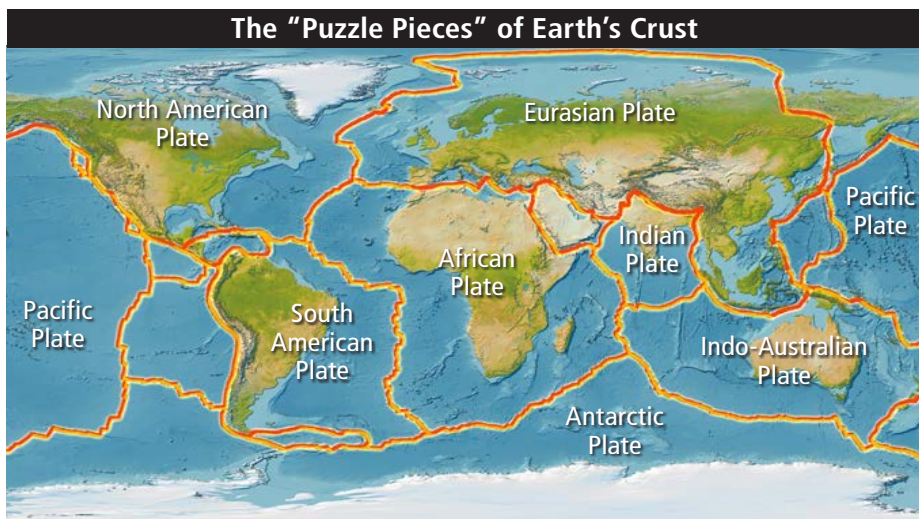 The “Puzzle Pieces” of Earth’s Crust
North American
Plate
Eurasian Plate
Pacific
Plate
Indian
Plate
African
Plate
Pacific
Plate
South
American
Plate
Indo-Australian
Plate
Antarctic
Plate